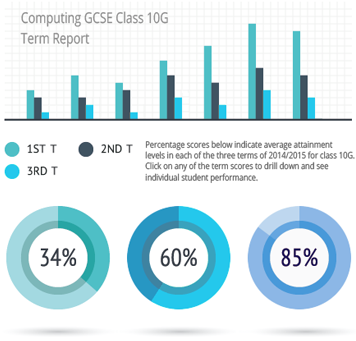 Computing GCSE Class 10G
Term Report
1ST T
2ND T
3RD T
Percentage scores below indicate average attainment
levels in each of the three terms of 2014/2015 for class 10G.
Click on any of the term scores to drill down and see
individual student performance.
34%
60%
85%